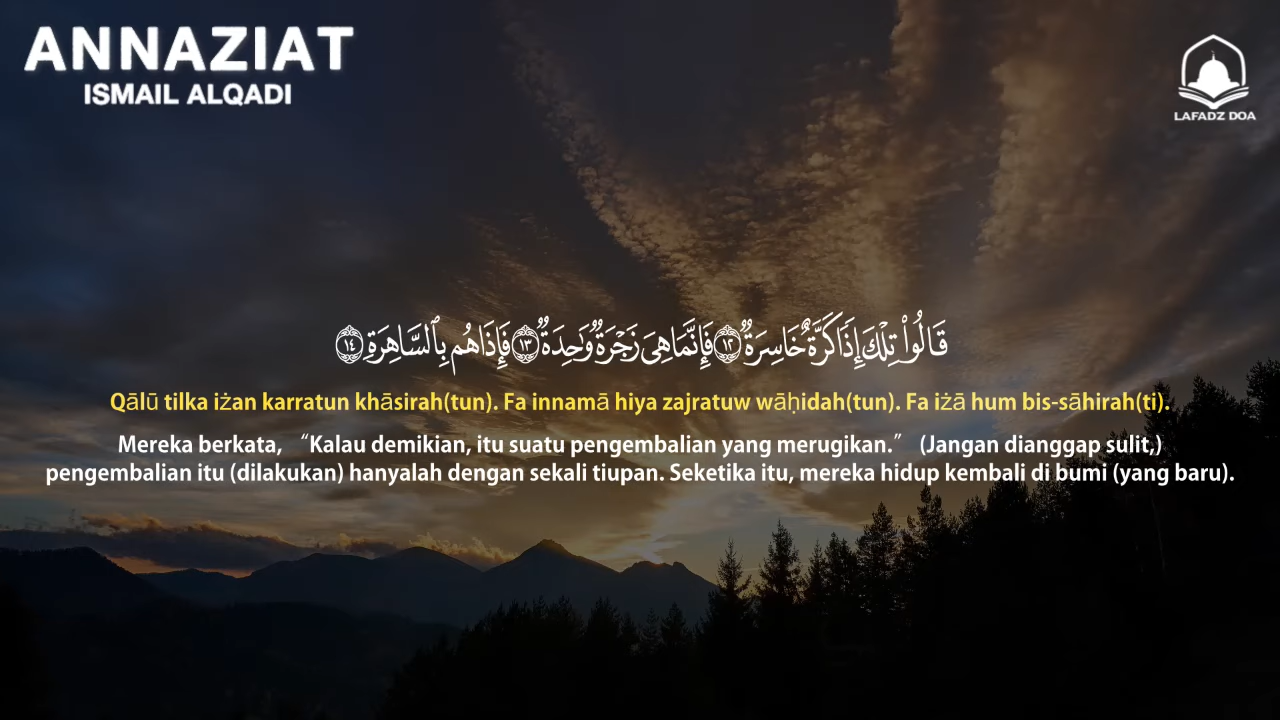 ANNAZIAT
ISMAIL ALQADI
LAFADZ DOA
قَالُوا۟ تِلْكَ إِذًا كَرَّةٌ خَاسِرَةٌ ١٢ فَإِنَّمَا هِىَ زَجْرَةٌ وَٰحِدَةٌ ١٣ فَإِذَا هُم بِٱلسَّاهِرَةِ ١٤
Qālū tilka iżan karratun khāsirah(tun). Fa innamā hiya zajratuw wāḥidah(tun). Fa iżā hum bis-sāhirah(ti).
Mereka berkata, “Kalau demikian, itu suatu pengembalian yang merugikan.” (Jangan dianggap sulit,)
pengembalian itu (dilakukan) hanyalah dengan sekali tiupan. Seketika itu, mereka hidup kembali di bumi (yang baru).